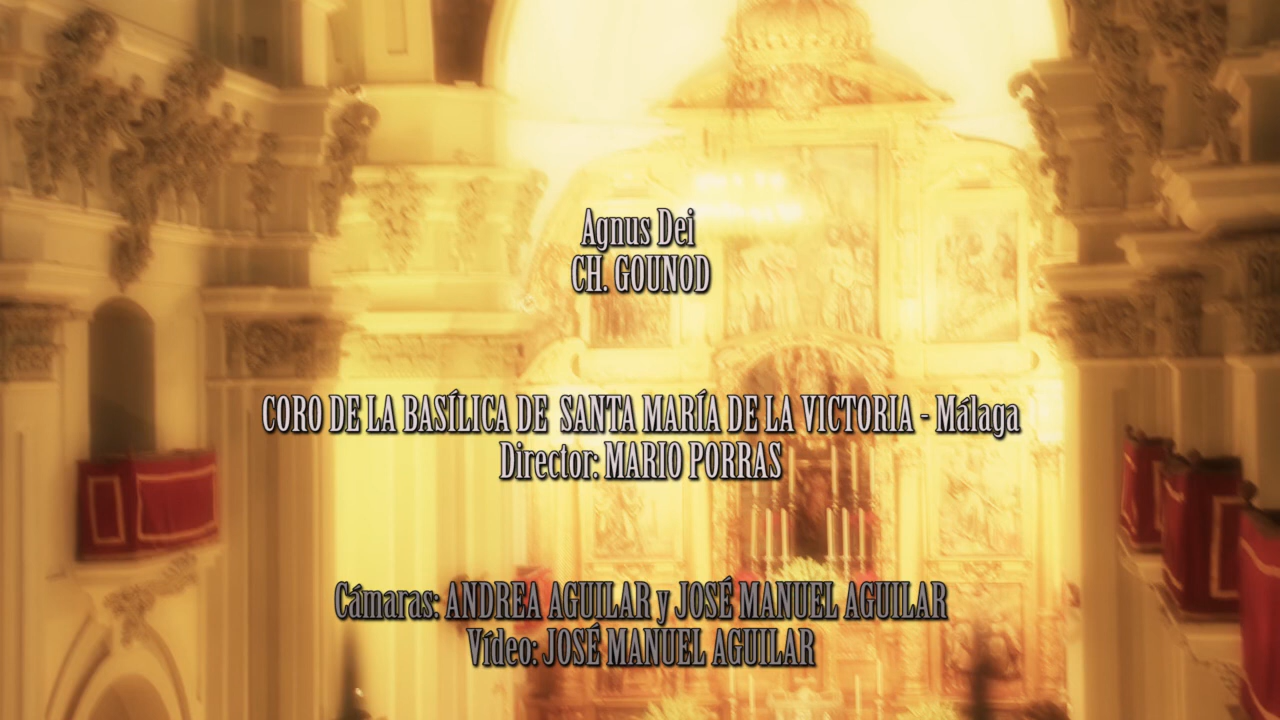 Agnus Dei
CH. GOUNOD
CORO DE LA BASÍLICA DE SANTA MARÍA DE LA VICTORIA - Málaga
Director: MARIO PORRAS
Cámaras: ANDREA AGUILAR y JOSÉ MANUEL AGUILAR
Vídeo: JOSÉ MANUEL AGUILAR